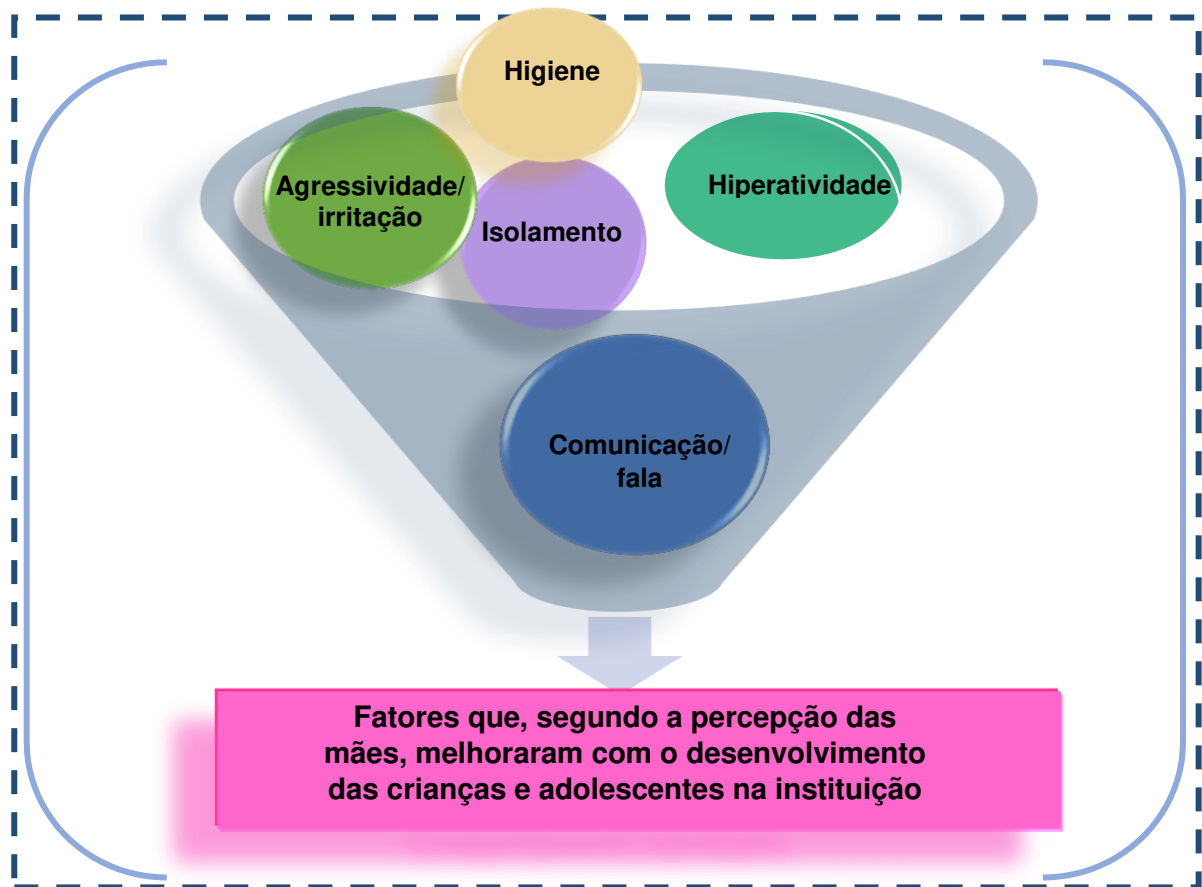 Higiene
Agressividade/
irritação
Isolamento
Hiperatividade
Comunicação/
fala
Fatores que, segundo a percepção das
mães, melhoraram com o desenvolvimento
das crianças e adolescentes na instituição